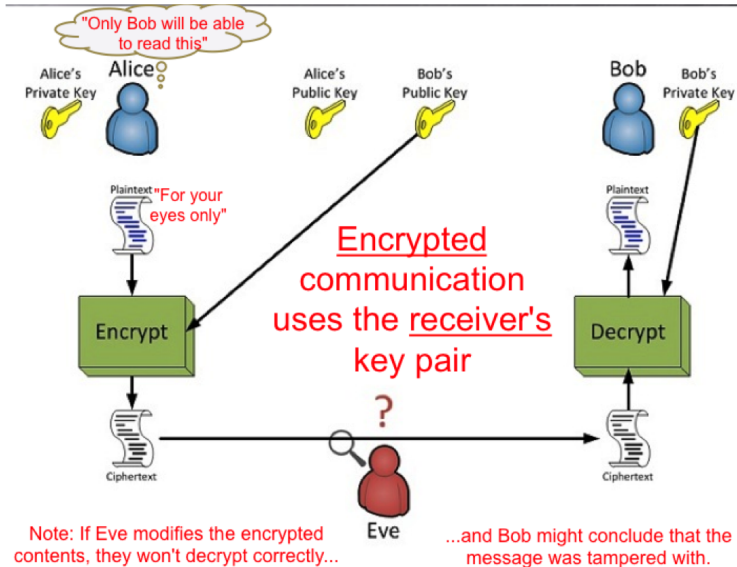 "Only Bob will be able
to read this"
Alice's
Private Key
Alice
Alice's
Public Key
Bob's
Public Key
Bob
Bob's
Private Key
Plaintext
"For your
eyes only"
Plaintext
Encrypted
communication
uses the receiver's
key pair
Encrypt
Decrypt
?
Ciphertext
Ciphertext
Eve
Note: If Eve modifies the encrypted
contents, they won't decrypt correctly...
...and Bob might conclude that the
message was tampered with.